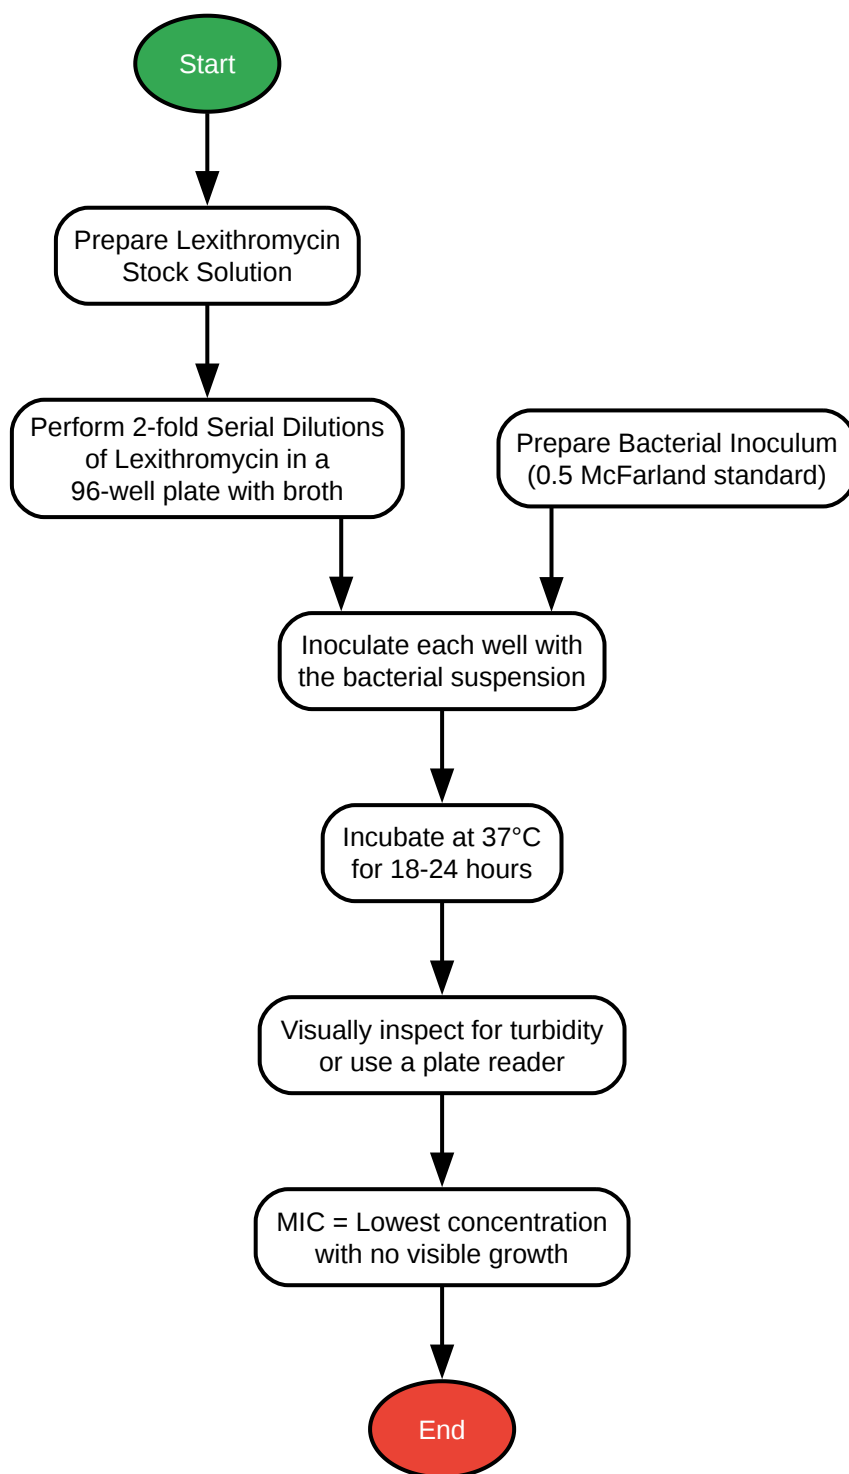 Start
Prepare Lexithromycin
Stock Solution
Perform 2-fold Serial Dilutions
of Lexithromycin in a
96-well plate with broth
Prepare Bacterial Inoculum
(0.5 McFarland standard)
Inoculate each well with
the bacterial suspension
Incubate at 37°C
for 18-24 hours
Visually inspect for turbidity
or use a plate reader
MIC = Lowest concentration
with no visible growth
End